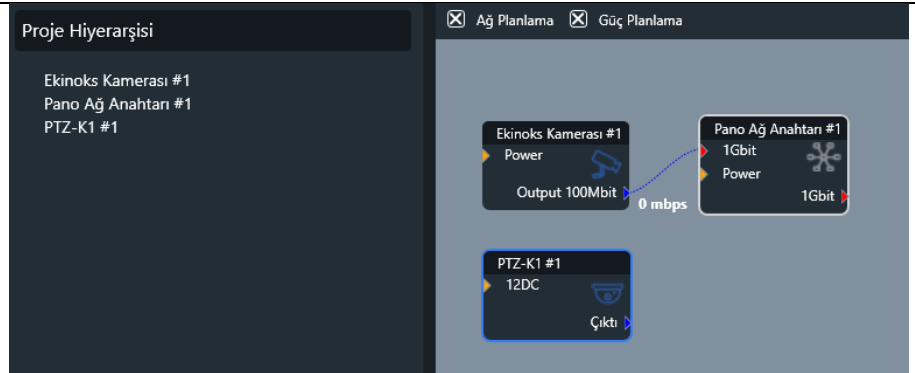 Proje Hiyerarşisi
Ekinoks Kamerası #1
Pano Ağ Anahtarı #1
PTZ-K1 #1
Ağ Planlama
Güç Planlama
Ekinoks Kamerası #1
Power
Output 100Mbit
0 mbps
Pano Ağ Anahtarı #1
1Gbit
Power
1Gbit
PTZ-K1 #1
12DC
Çıktı